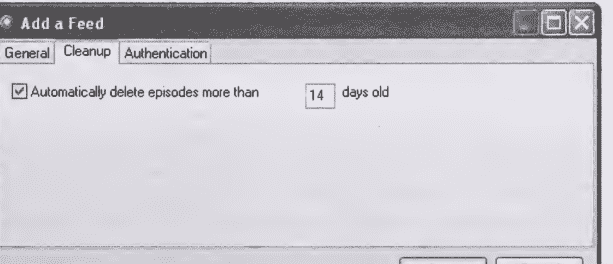 Add a Feed
General Cleanup Authentication
Automatically delete episodes more than 14 days old